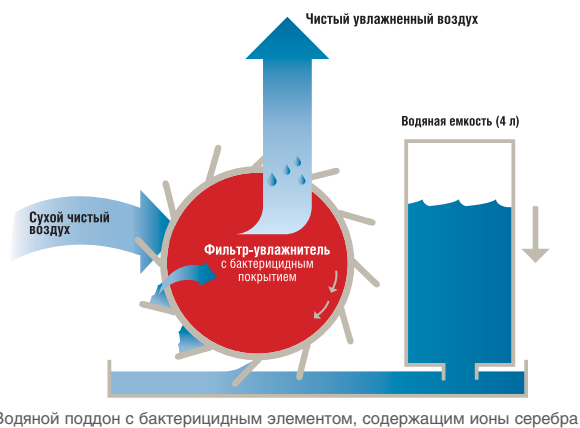 Чистый увлажненный воздух
Водяная емкость (4 л)
Сухой чистый
воздух
Фильтр-увлажнитель
с бактерицидным
покрытием
Водяной поддон с бактерицидным элементом, содержащим ионы серебра